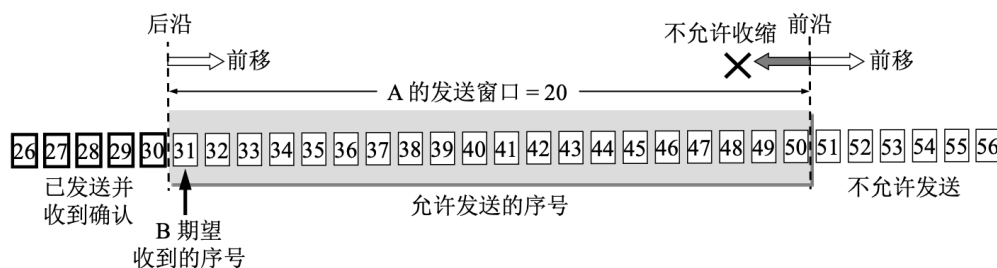 后沿
前沿
不允许收缩
前移
前移
A 的发送窗口 = 20
26 27 28 29 30 31 32 33 34 35 36 37 38 39 40 41 42 43 44 45 46 47 48 49 50 51 52 53 54 55 56
已发送并
收到确认
允许发送的序号
不允许发送
B 期望
收到的序号